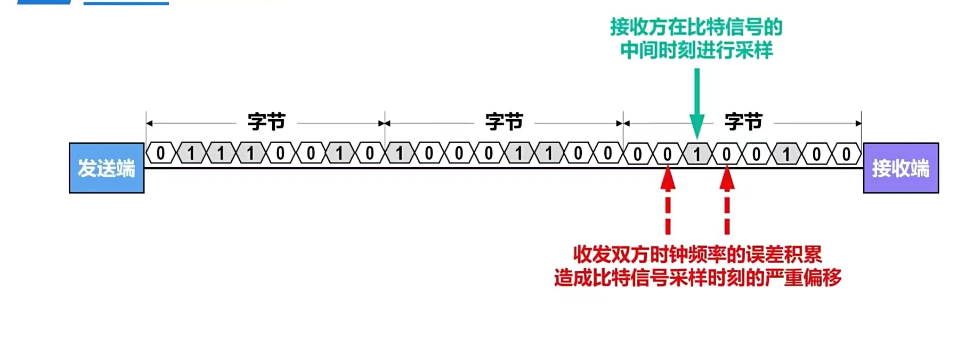 接收方在比特信号的
中间时刻进行采样
字节 字节 字节
发送端 0 1 1 1 0 0 1 0 1 0 0 0 1 1 0 0 0 0 1 0 0 1 0 0 接收端
收发双方时钟频率的误差积累
造成比特信号采样时刻的严重偏移